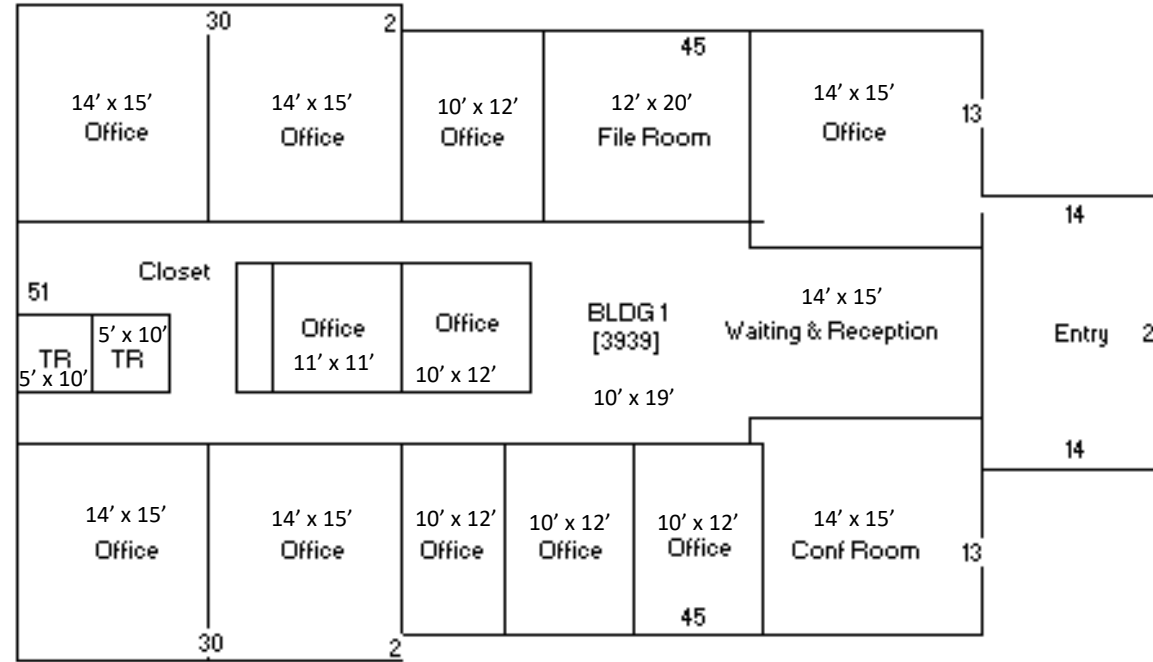 30
2
45
14’ x 15’
Office
14’ x 15’
Office
10’ x 12’
Office
12’ x 20’
File Room
14’ x 15’
Office
13
14
Closet
51
5’ x 10’
TR
TR
5’ x 10’
Office
11’ x 11’
Office
10’ x 12’
BLDG 1
[3939]
10’ x 19’
14’ x 15’
Waiting & Reception
Entry
14
14’ x 15’
Office
14’ x 15’
Office
10’ x 12’
Office
10’ x 12’
Office
10’ x 12’
Office
14’ x 15’
Conf Room
13
45
30
2